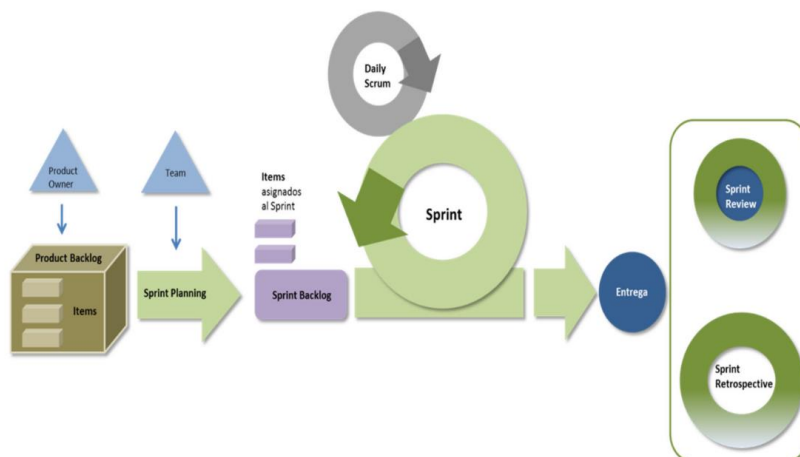 Daily
Scrum
Product
Owner
Team
Items
asignados
al Sprint
Sprint
Sprint
Review
Product Backlog
Items
Sprint Planning
Sprint Backlog
Entrega
Sprint
Retrospective